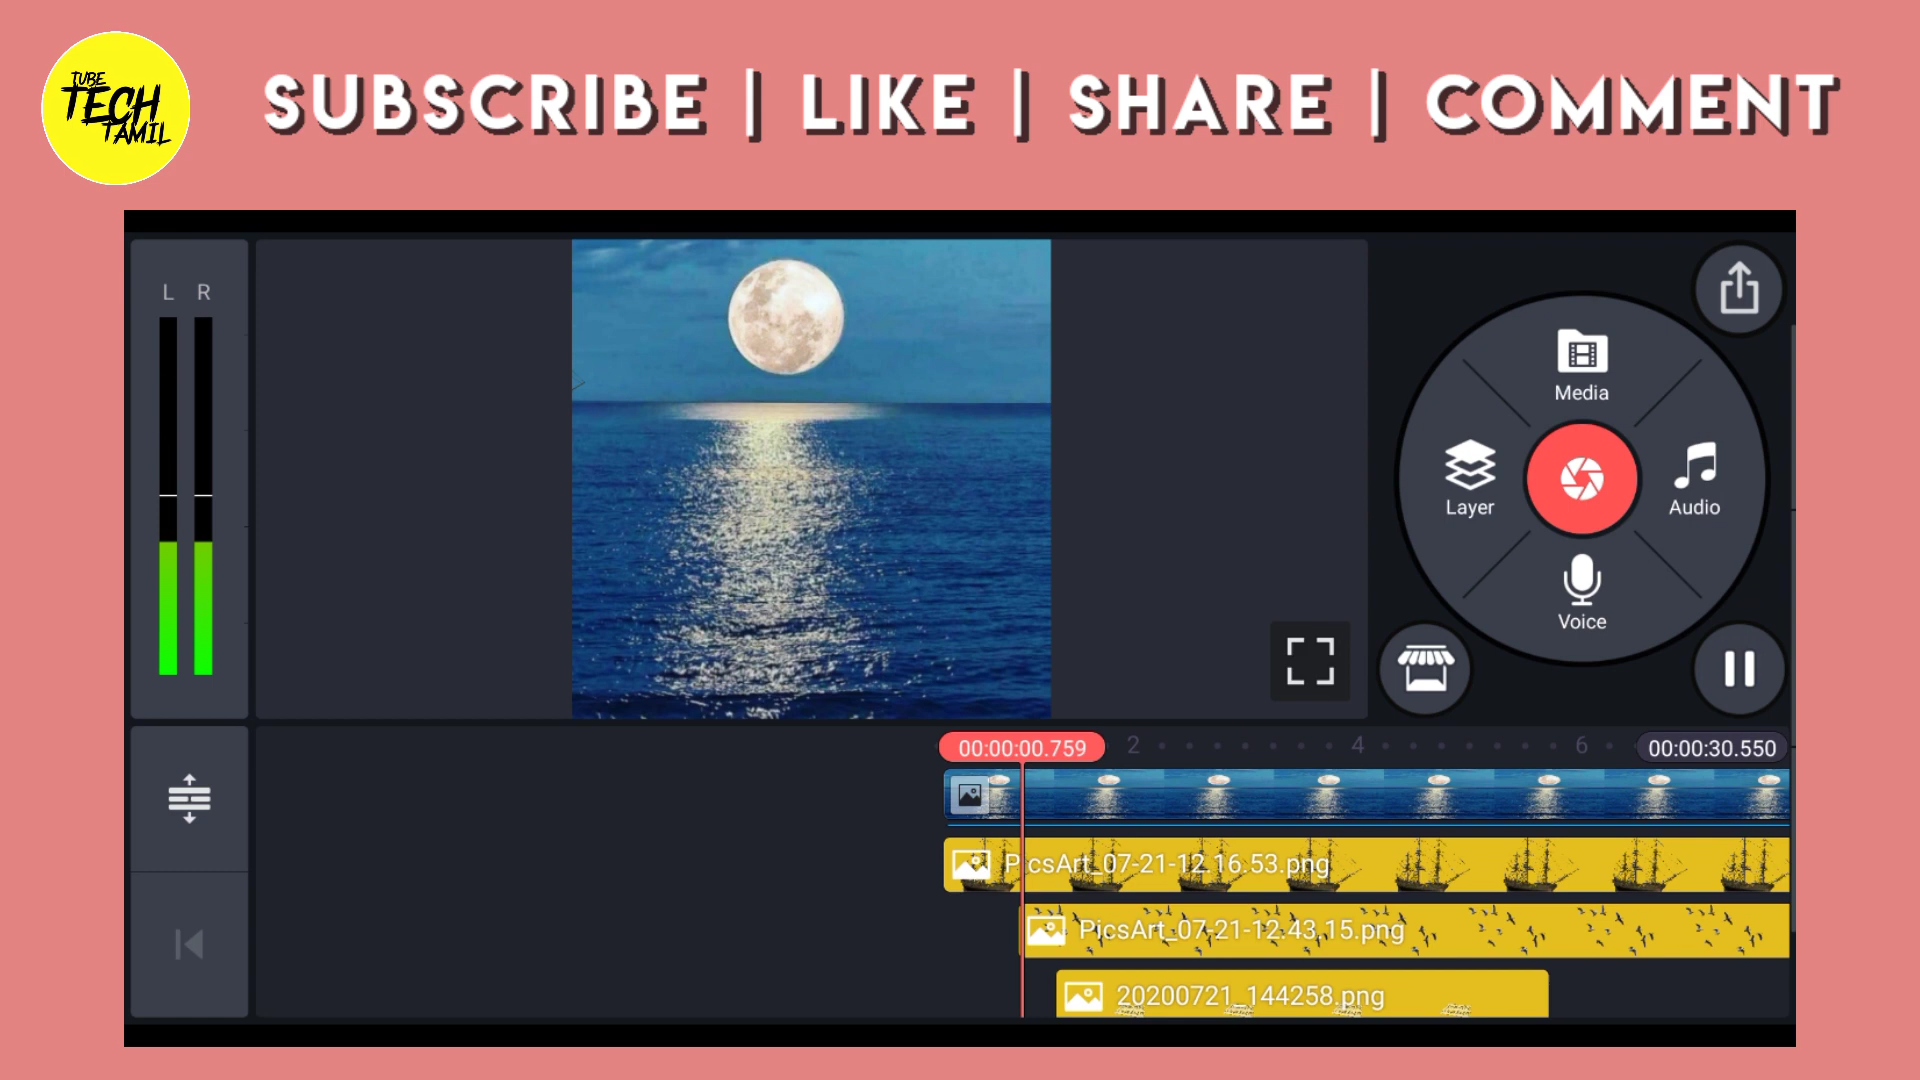 TUBE
TECH
TAMIL
SUBSCRIBE | LIKE | SHARE | COMMENT
L R
Media
Layer
Audio
Voice
00:00:00.759 2 4 6 00:00:30.550
PicsArt_07-21-12.16.53.png
PicsArt_07-21-12.43.15.png
20200721_144258.png